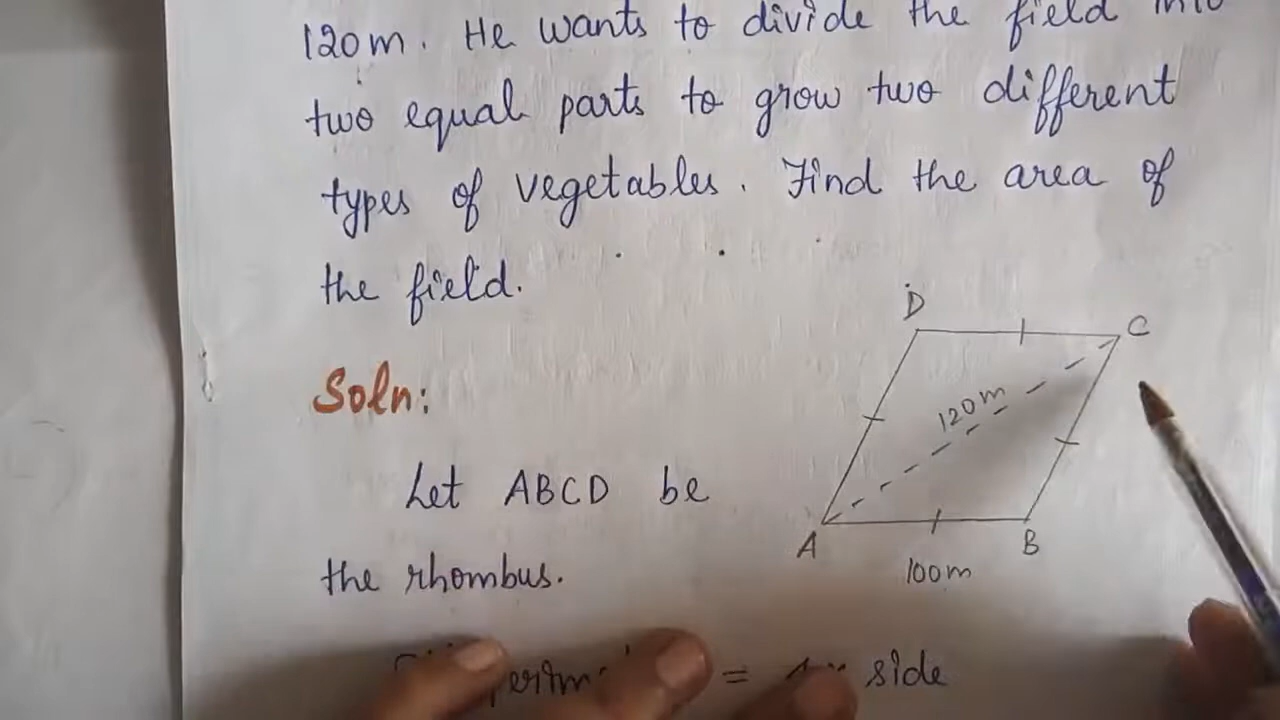 120m. He wants to divide the field into
two equal parts to grow two different
types of vegetables. Find the area of
the field.
D
C
120m
Soln:
Let ABCD be
A
B
100m
the rhombus.
= side